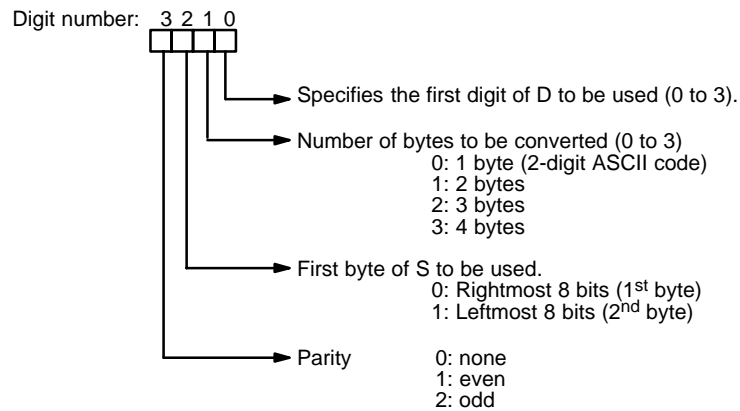 Digit number: 3 2 1 0
Specifies the first digit of D to be used (0 to 3).
Number of bytes to be converted (0 to 3)
0: 1 byte (2-digit ASCII code)
1: 2 bytes
2: 3 bytes
3: 4 bytes
First byte of S to be used.
0: Rightmost 8 bits (1st byte)
1: Leftmost 8 bits (2nd byte)
Parity 0: none
1: even
2: odd